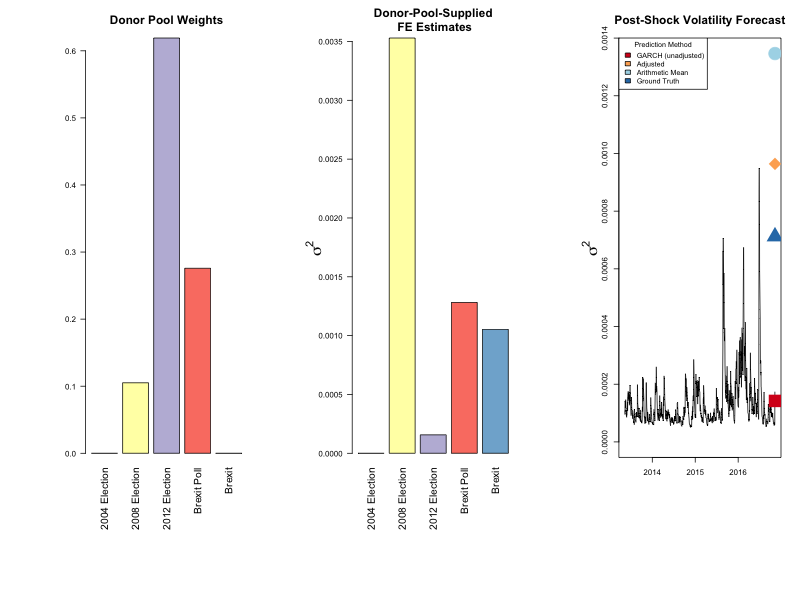 Donor Pool Weights
0.6
0.5
0.4
0.3
0.2
0.1
0.0
2004 Election
2008 Election
2012 Election
Brexit Poll
Brexit
Donor-Pool-Supplied
FE Estimates
σ²
0.0035
0.0030
0.0025
0.0020
0.0015
0.0010
0.0005
0.0000
2004 Election
2008 Election
2012 Election
Brexit Poll
Brexit
Post-Shock Volatility Forecast
σ²
0.0014
0.0012
0.0010
0.0008
0.0006
0.0004
0.0002
0.0000
Prediction Method
GARCH (unadjusted)
Adjusted
Arithmetic Mean
Ground Truth
2014
2015
2016